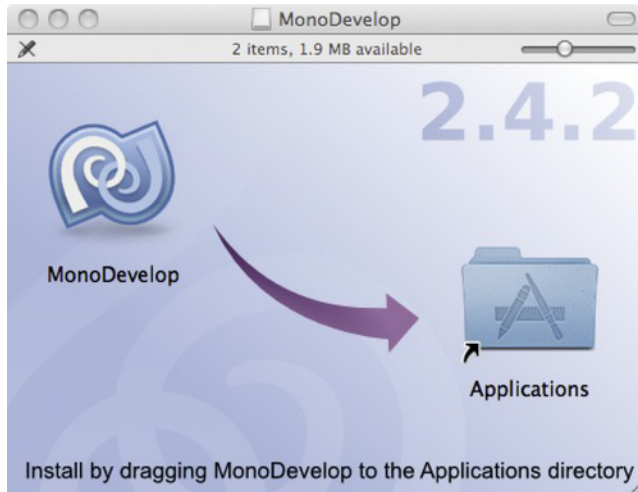 MonoDevelop
2 items, 1.9 MB available
2.4.2
MonoDevelop
Applications
Install by dragging MonoDevelop to the Applications directory